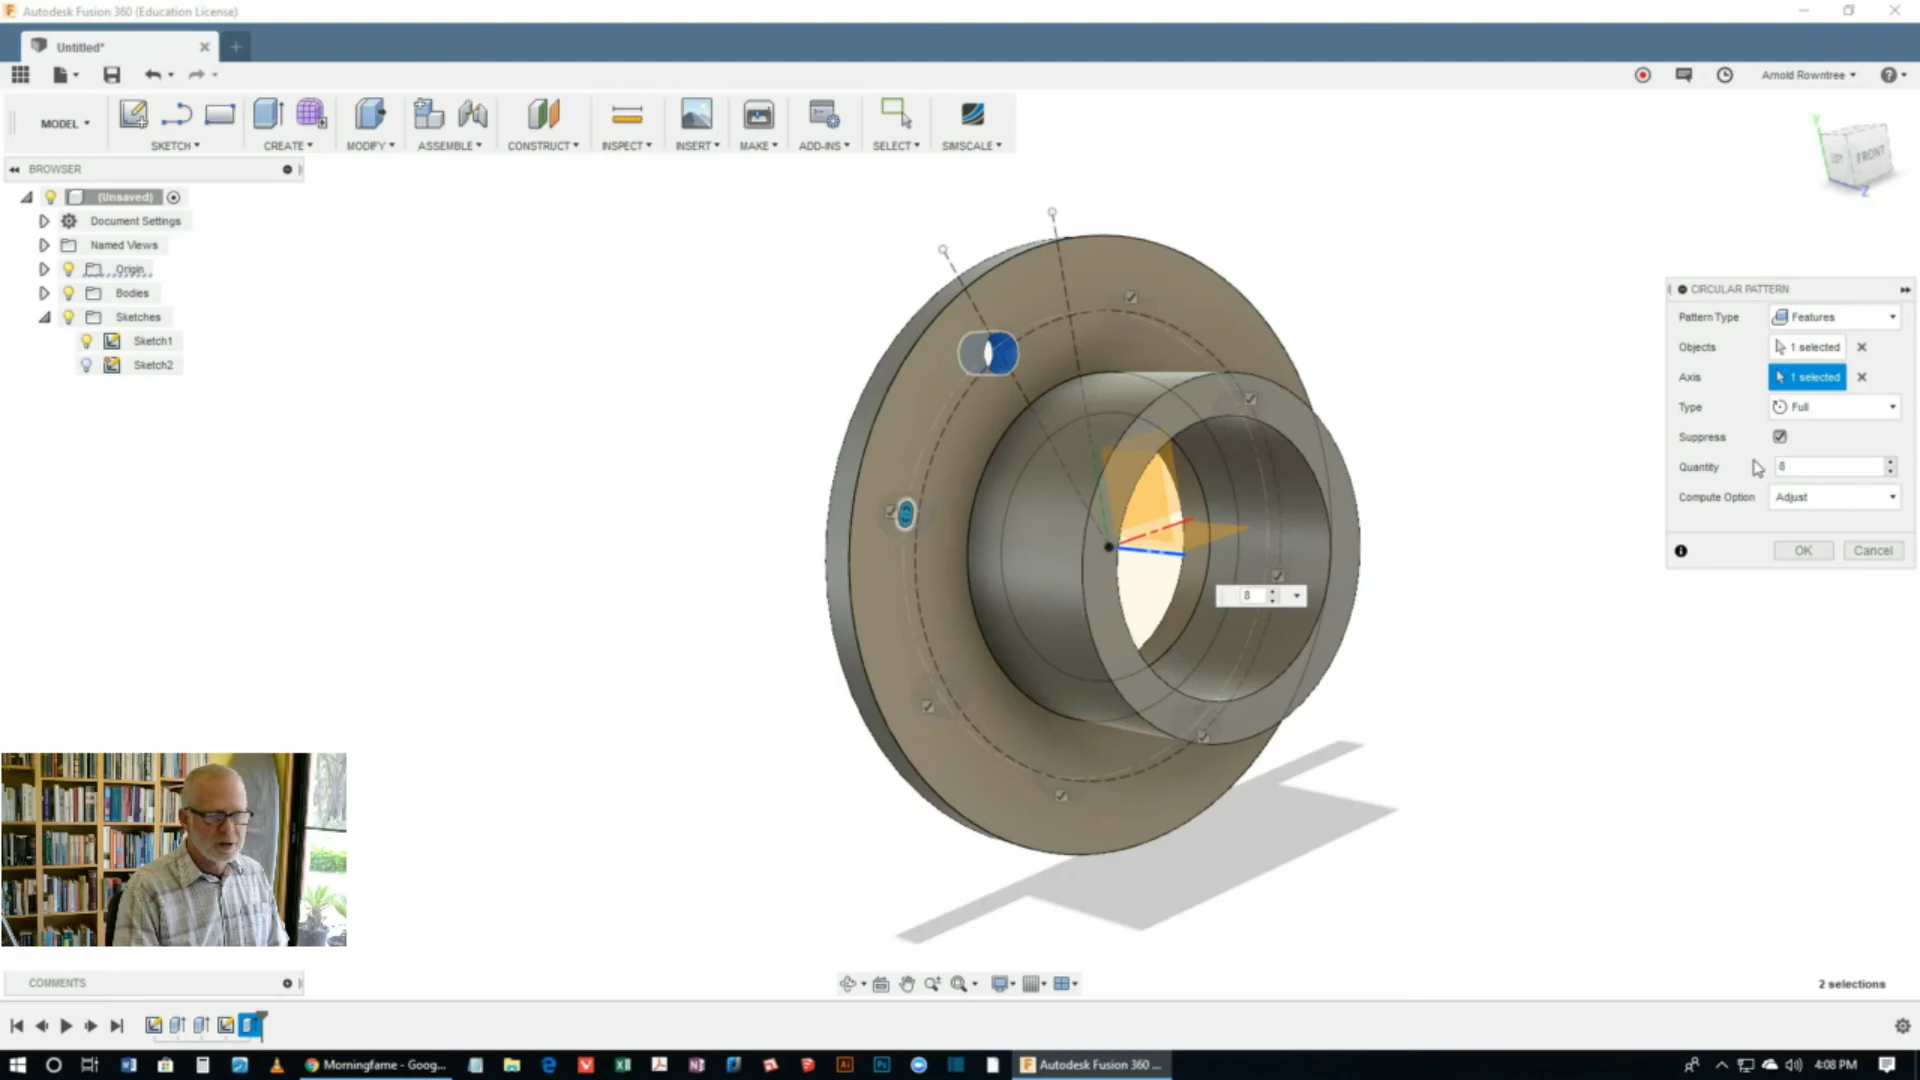 Autodesk Fusion 360 (Education License)
Untitled*
Arnold Rowntree
MODEL
SKETCH
CREATE
MODIFY
ASSEMBLE
CONSTRUCT
INSPECT
INSERT
MAKE
ADD-INS
SELECT
SIMSCALE
LEFT
FRONT
Y
Z
BROWSER
(Unsaved)
Document Settings
Named Views
Origin
Bodies
Sketches
Sketch1
Sketch2
CIRCULAR PATTERN
Pattern Type Features
Objects 1 selected
Axis 1 selected
Type Full
Suppress
Quantity 8
Compute Option Adjust
OK Cancel
8
COMMENTS
2 selections
Morningfame - Goog...
Autodesk Fusion 360 ...
4:08 PM